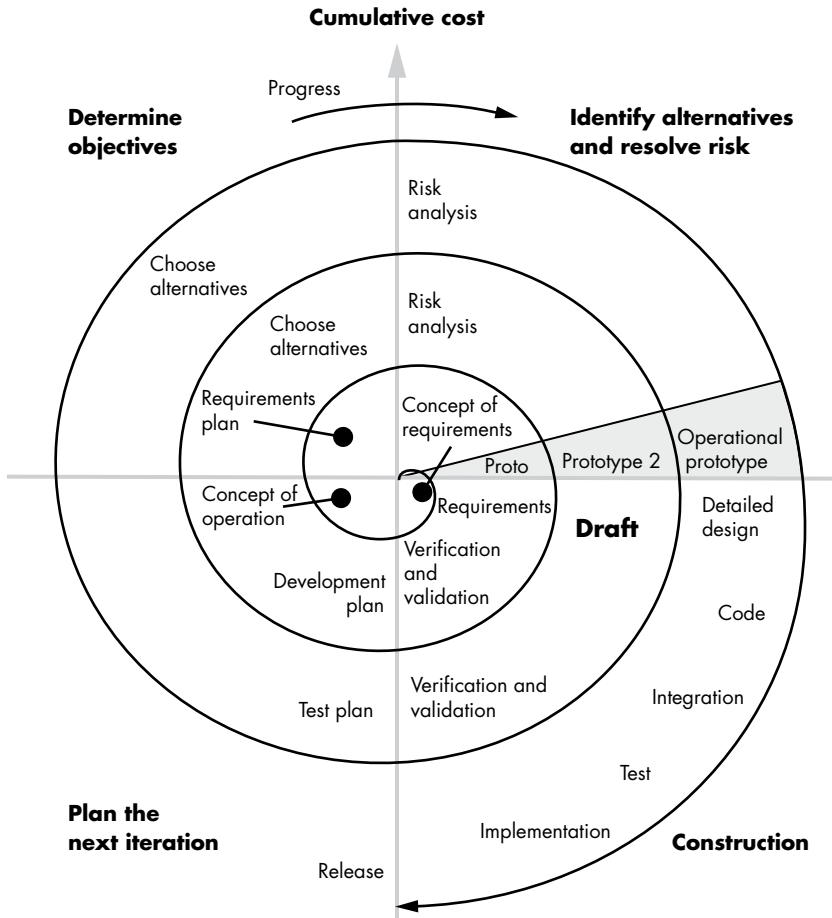 Cumulative cost
Progress
Determine
objectives
Identify alternatives
and resolve risk
Risk
analysis
Choose
alternatives
Risk
analysis
Choose
alternatives
Requirements
plan
Concept of
requirements
Operational
prototype
Proto
Prototype 2
Concept of
operation
Requirements
Detailed
design
Draft
Verification
and
validation
Development
plan
Code
Verification and
validation
Integration
Test plan
Test
Plan the
next iteration
Implementation
Construction
Release